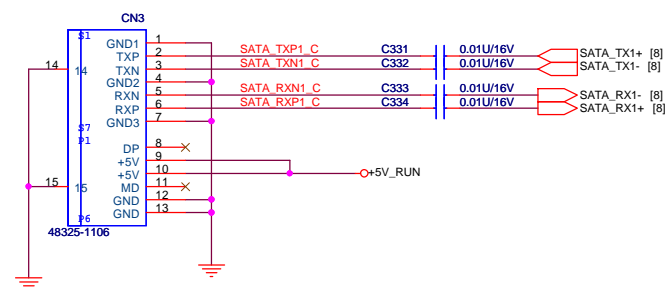 CN3
S1
GND1 1
TXP 2 SATA_TXP1_C C331 0.01U/16V SATA_TX1+ [8]
14 14 TXN 3 SATA_TXN1_C C332 0.01U/16V SATA_TX1- [8]
GND2 4
RXN 5 SATA_RXN1_C C333 0.01U/16V SATA_RX1- [8]
RXP 6 SATA_RXP1_C C334 0.01U/16V SATA_RX1+ [8]
GND3 7
S7
P1
DP 8
+5V 9
+5V 10 +5V_RUN
15 15 MD 11
GND 12
GND 13
P6
48325-1106